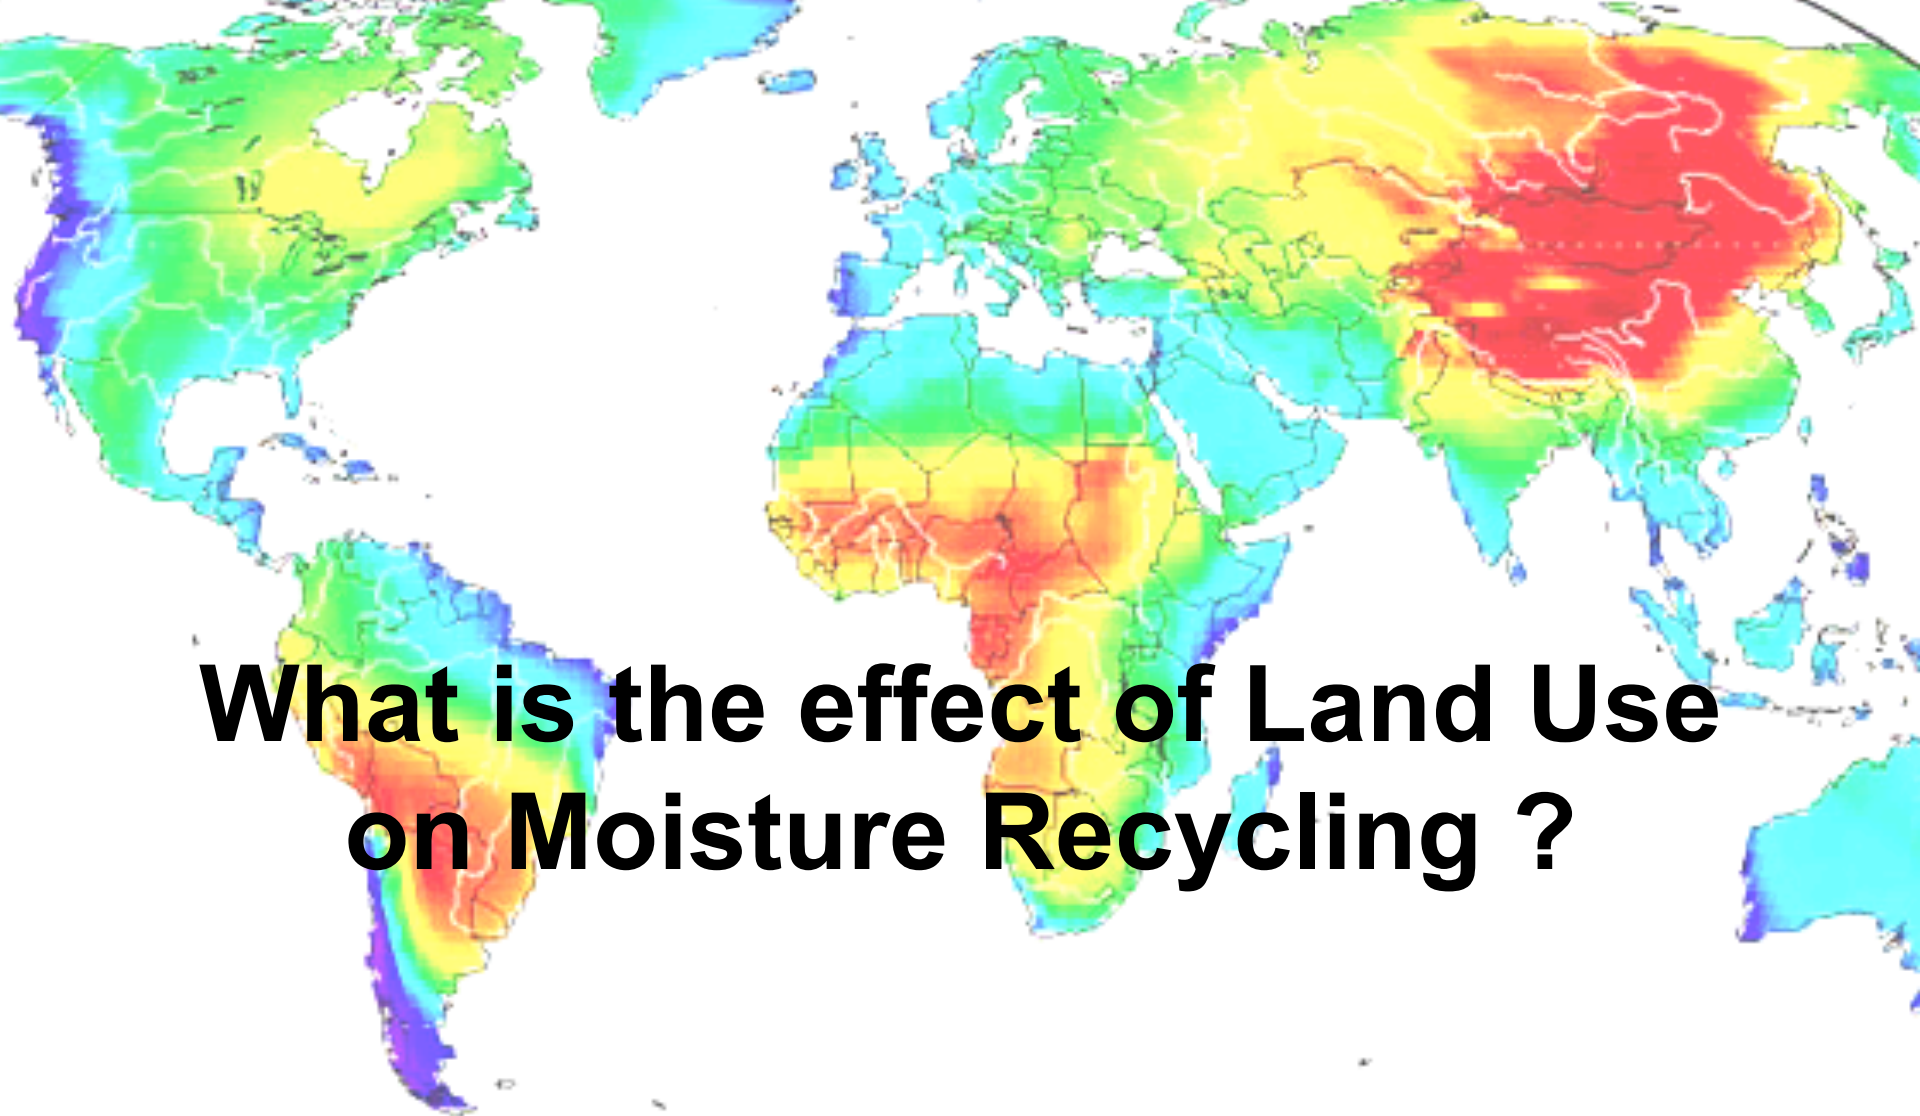 What is the effect of Land Use
on Moisture Recycling ?